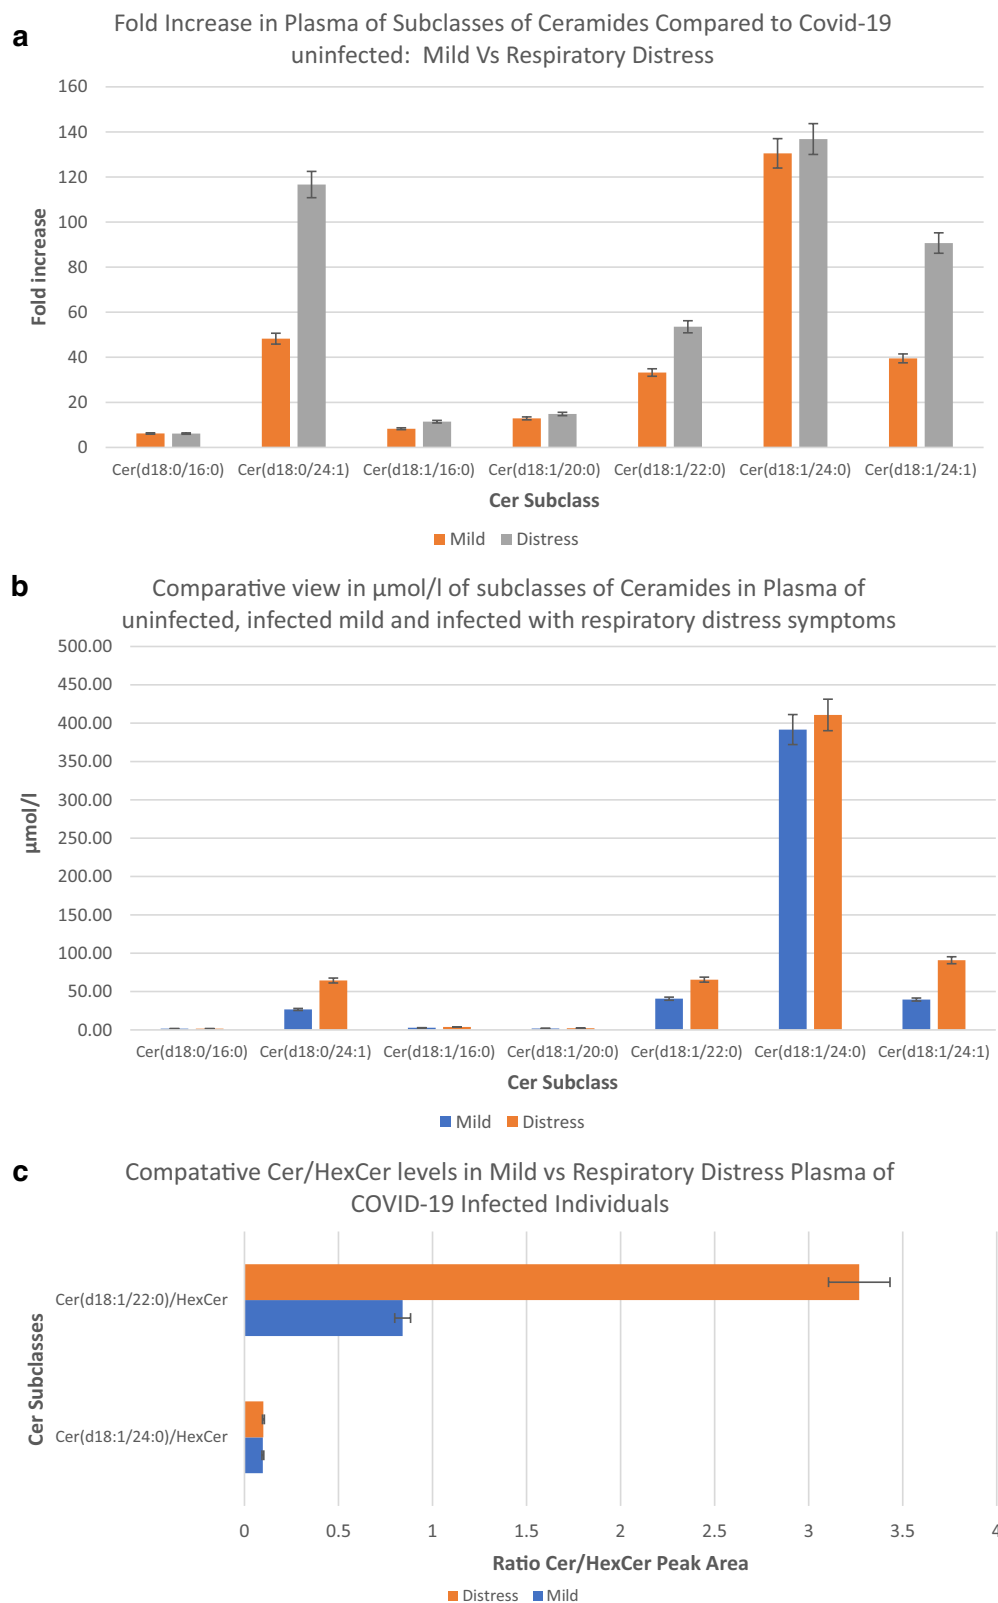 a
Fold Increase in Plasma of Subclasses of Ceramides Compared to Covid-19
uninfected: Mild Vs Respiratory Distress
160
140
120
100
80
60
40
20
0
Fold increase
Cer(d18:0/16:0) Cer(d18:0/24:1) Cer(d18:1/16:0) Cer(d18:1/20:0) Cer(d18:1/22:0) Cer(d18:1/24:0) Cer(d18:1/24:1)
Cer Subclass
Mild Distress
b
Comparative view in μmol/l of subclasses of Ceramides in Plasma of
uninfected, infected mild and infected with respiratory distress symptoms
500.00
450.00
400.00
350.00
300.00
250.00
200.00
150.00
100.00
50.00
0.00
μmol/l
Cer(d18:0/16:0) Cer(d18:0/24:1) Cer(d18:1/16:0) Cer(d18:1/20:0) Cer(d18:1/22:0) Cer(d18:1/24:0) Cer(d18:1/24:1)
Cer Subclass
Mild Distress
c
Compatative Cer/HexCer levels in Mild vs Respiratory Distress Plasma of
COVID-19 Infected Individuals
Cer Subclasses
Cer(d18:1/22:0)/HexCer
Cer(d18:1/24:0)/HexCer
0 0.5 1 1.5 2 2.5 3 3.5 4
Ratio Cer/HexCer Peak Area
Distress Mild